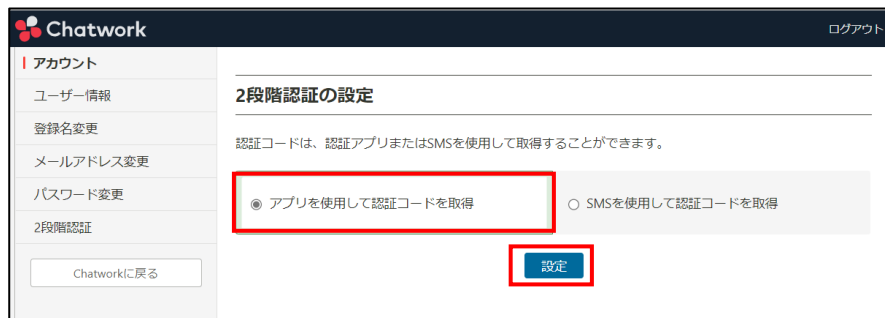 Chatwork
ログアウト
アカウント
ユーザー情報
登録名変更
メールアドレス変更
パスワード変更
2段階認証
Chatworkに戻る
2段階認証の設定
認証コードは、認証アプリまたはSMSを使用して取得することができます。
アプリを使用して認証コードを取得
SMSを使用して認証コードを取得
設定